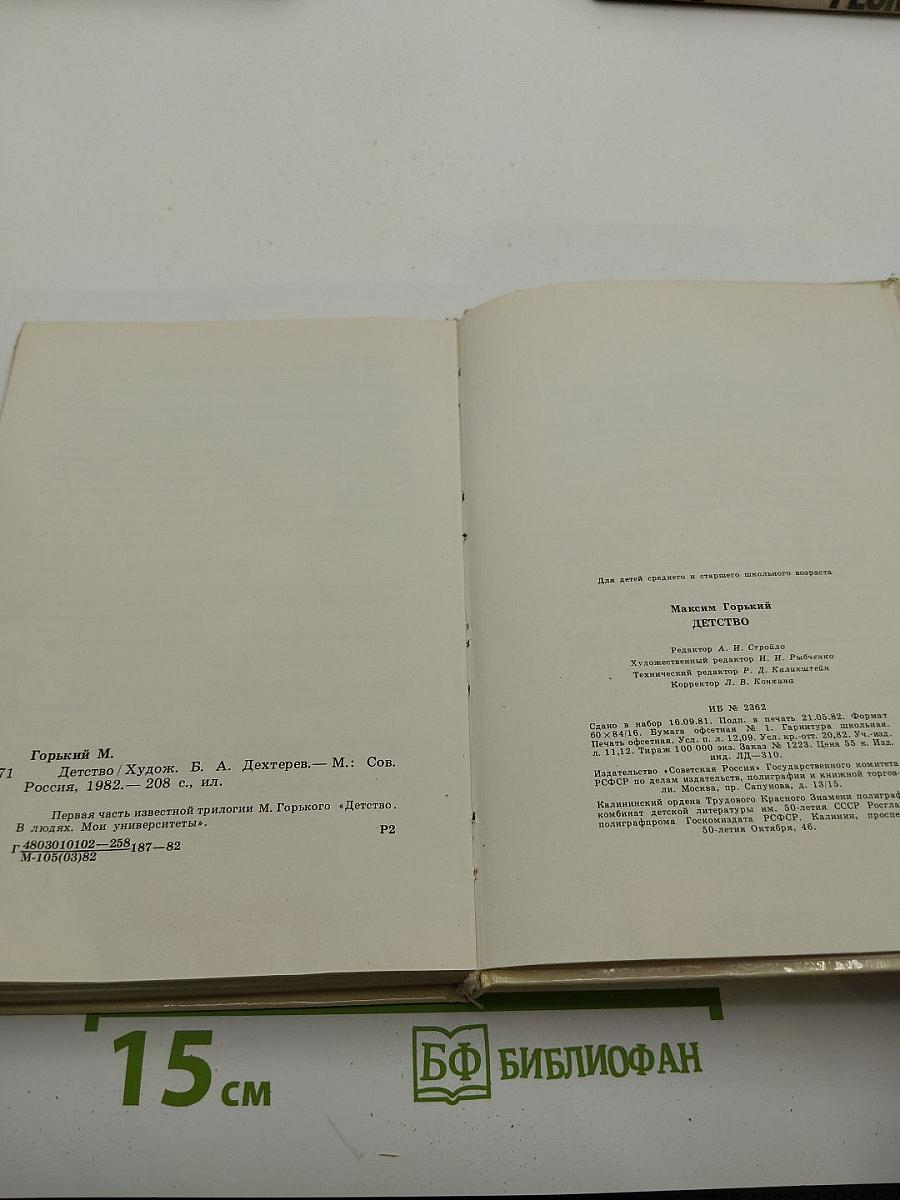 Горький М.
71 Детство/Худож. Б. А. Дехтерев.— М.: Сов.
Россия, 1982.— 208 с., ил.
Первая часть известной трилогии М. Горького «Детство.
В людях. Мои университеты».
Р2
Г 4803010102—258 187—82
М-105(03)82
Для детей среднего и старшего школьного возраста
Максим Горький
ДЕТСТВО
Редактор А. И. Стройло
Художественный редактор И. И. Рыбченко
Технический редактор Р. Д. Каликштейн
Корректор Л. В. Конкина
ИБ № 2362
Сдано в набор 16.09.81. Подп. в печать 21.05.82. Формат
60×84/16. Бумага офсетная № 1. Гарнитура школьная.
Печать офсетная. Усл. п. л. 12,09. Усл. кр.-отт. 20,82. Уч.-изд.
л. 11,12. Тираж 100 000 экз. Заказ № 1223. Цена 55 к. Изд.
инд. ЛД—310.
Издательство «Советская Россия» Государственного комитета
РСФСР по делам издательств, полиграфии и книжной торгов-
ли. Москва, пр. Сапунова, д. 13/15.
Калининский ордена Трудового Красного Знамени полиграф
комбинат детской литературы им. 50-летия СССР Росглав
полиграфпрома Госкомиздата РСФСР. Калинин, проспе
50-летия Октября, 46.
15 см
БФ БИБЛИОФАН